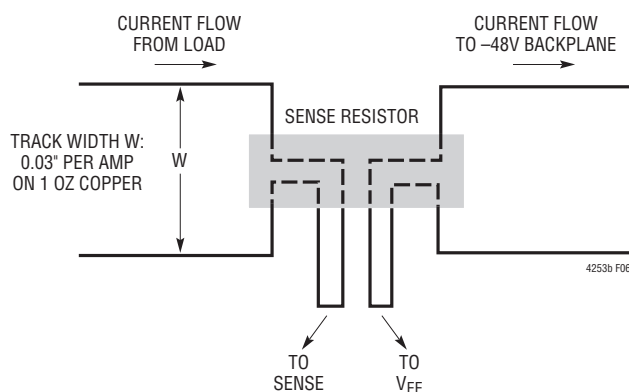 CURRENT FLOW
FROM LOAD
CURRENT FLOW
TO –48V BACKPLANE
SENSE RESISTOR
TRACK WIDTH W:
0.03" PER AMP
ON 1 OZ COPPER
W
4253b F06
TO
SENSE
TO
VEE